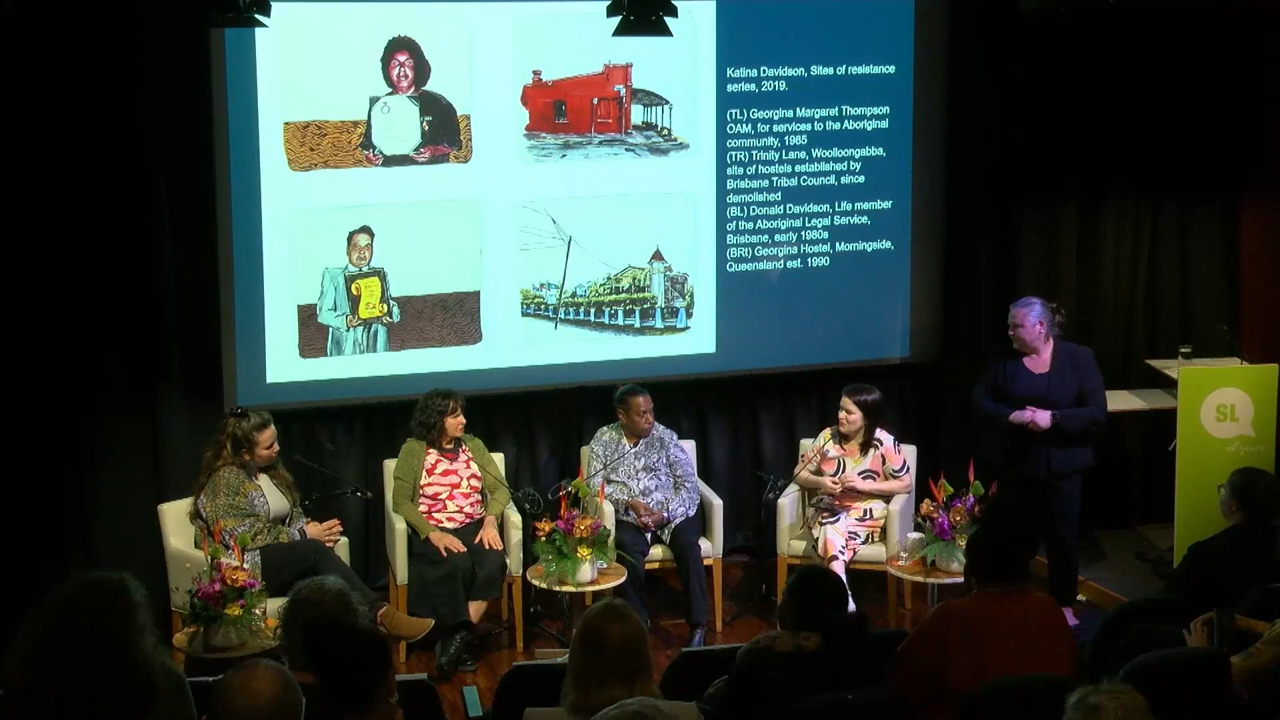 Katina Davidson, Sites of resistance
series, 2019.
(TL) Georgina Margaret Thompson
OAM, for services to the Aboriginal
community, 1985
(TR) Trinity Lane, Woolloongabba,
site of hostels established by
Brisbane Tribal Council, since
demolished
(BL) Donald Davidson, Life member
of the Aboriginal Legal Service,
Brisbane, early 1980s
(BRt) Georgina Hostel, Morningside,
Queensland est. 1990
SL